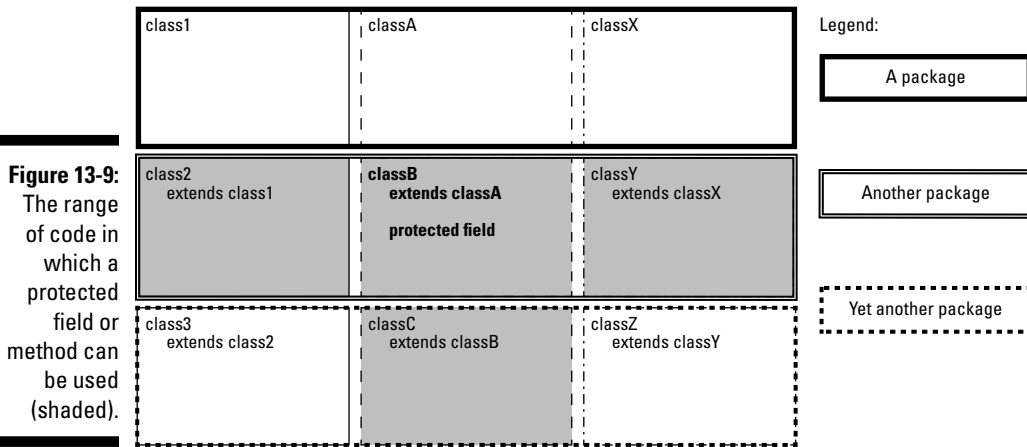 Figure 13-9:
The range
of code in
which a
protected
field or
method can
be used
(shaded).
class1
classA
classX
class2
extends class1
classB
extends classA
protected field
classY
extends classX
class3
extends class2
classC
extends classB
classZ
extends classY
Legend:
A package
Another package
Yet another package